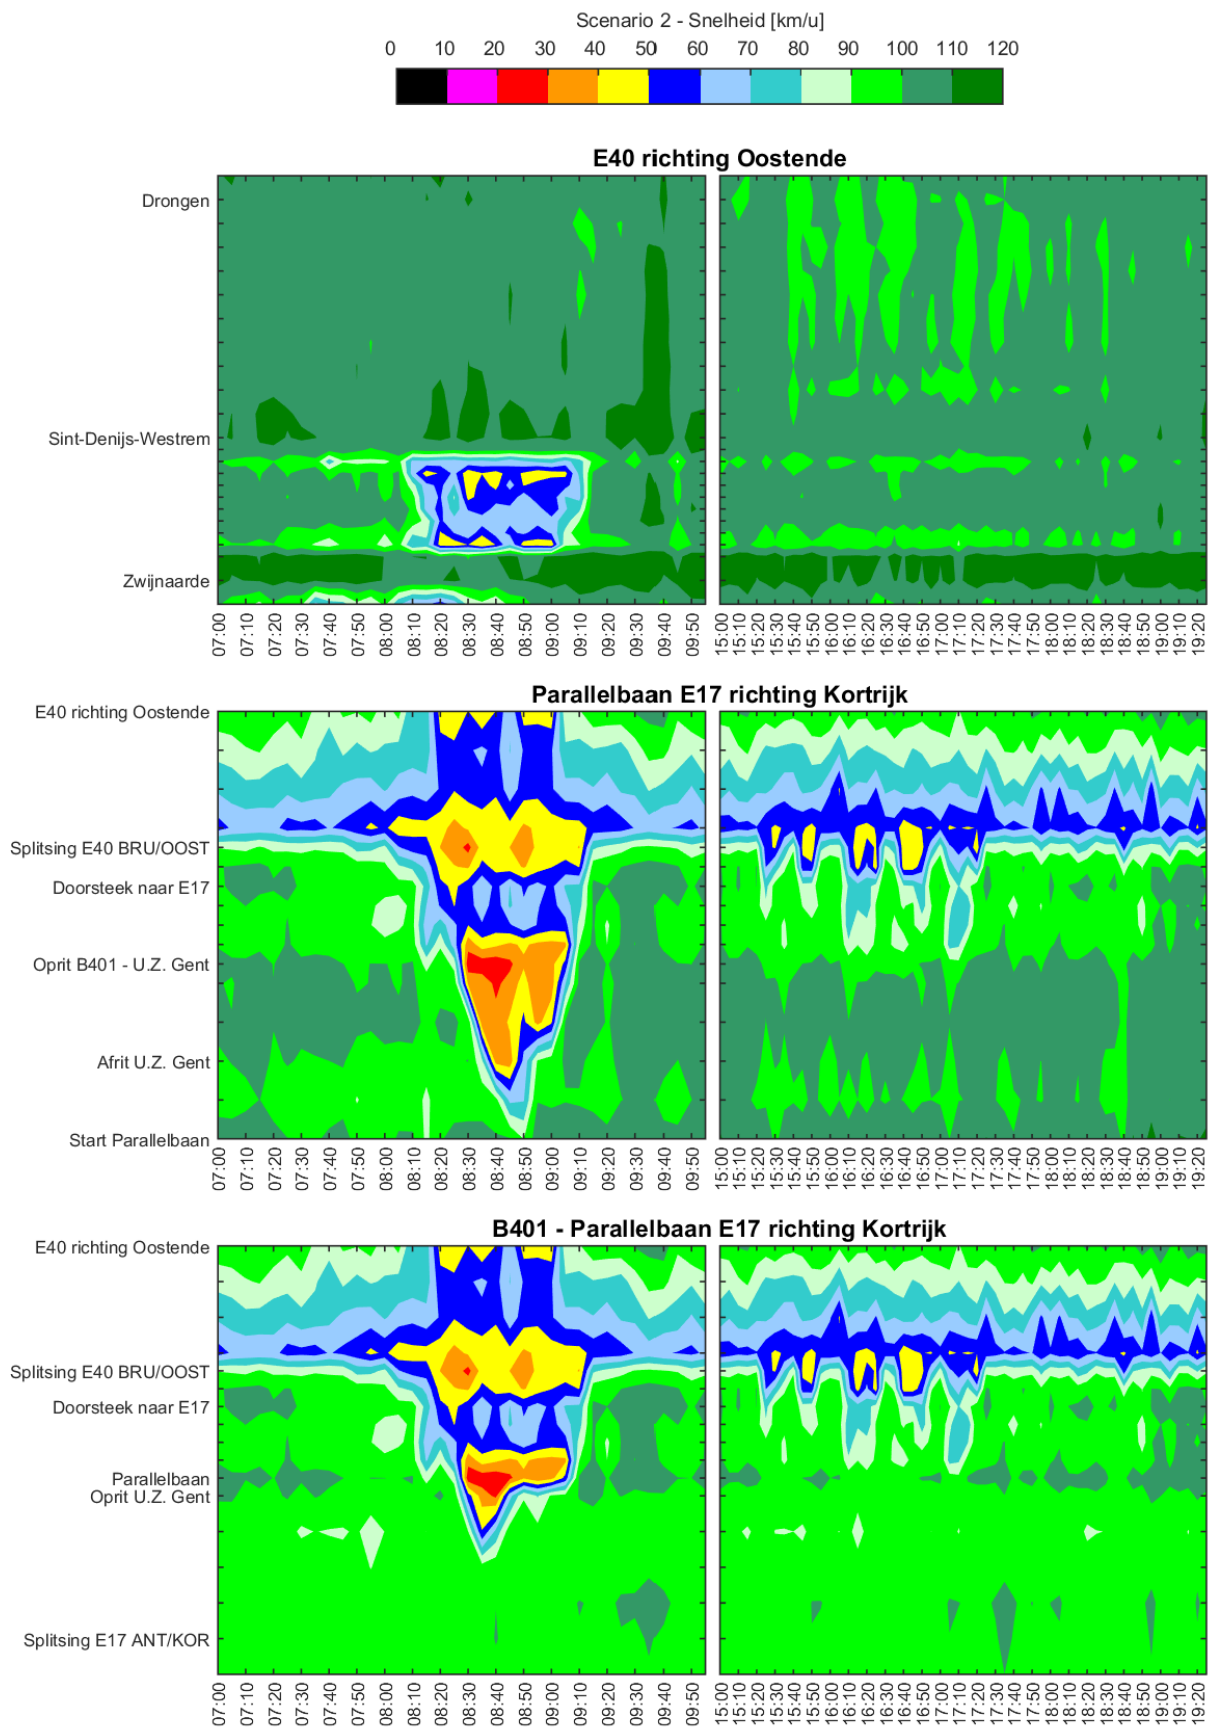 Scenario 2 - Snelheid [km/u]
0 10 20 30 40 50 60 70 80 90 100 110 120
E40 richting Oostende
Drongen
Sint-Denijs-Westrem
Zwijnaarde
07:00 07:10 07:20 07:30 07:40 07:50 08:00 08:10 08:20 08:30 08:40 08:50 09:00 09:10 09:20 09:30 09:40 09:50
15:00 15:10 15:20 15:30 15:40 15:50 16:00 16:10 16:20 16:30 16:40 16:50 17:00 17:10 17:20 17:30 17:40 17:50 18:00 18:10 18:20 18:30 18:40 18:50 19:00 19:10 19:20
Parallelbaan E17 richting Kortrijk
E40 richting Oostende
Splitsing E40 BRU/OOST
Doorsteek naar E17
Oprit B401 - U.Z. Gent
Afrit U.Z. Gent
Start Parallelbaan
07:00 07:10 07:20 07:30 07:40 07:50 08:00 08:10 08:20 08:30 08:40 08:50 09:00 09:10 09:20 09:30 09:40 09:50
15:00 15:10 15:20 15:30 15:40 15:50 16:00 16:10 16:20 16:30 16:40 16:50 17:00 17:10 17:20 17:30 17:40 17:50 18:00 18:10 18:20 18:30 18:40 18:50 19:00 19:10 19:20
B401 - Parallelbaan E17 richting Kortrijk
E40 richting Oostende
Splitsing E40 BRU/OOST
Doorsteek naar E17
Parallelbaan
Oprit U.Z. Gent
Splitsing E17 ANT/KOR
07:00 07:10 07:20 07:30 07:40 07:50 08:00 08:10 08:20 08:30 08:40 08:50 09:00 09:10 09:20 09:30 09:40 09:50
15:00 15:10 15:20 15:30 15:40 15:50 16:00 16:10 16:20 16:30 16:40 16:50 17:00 17:10 17:20 17:30 17:40 17:50 18:00 18:10 18:20 18:30 18:40 18:50 19:00 19:10 19:20